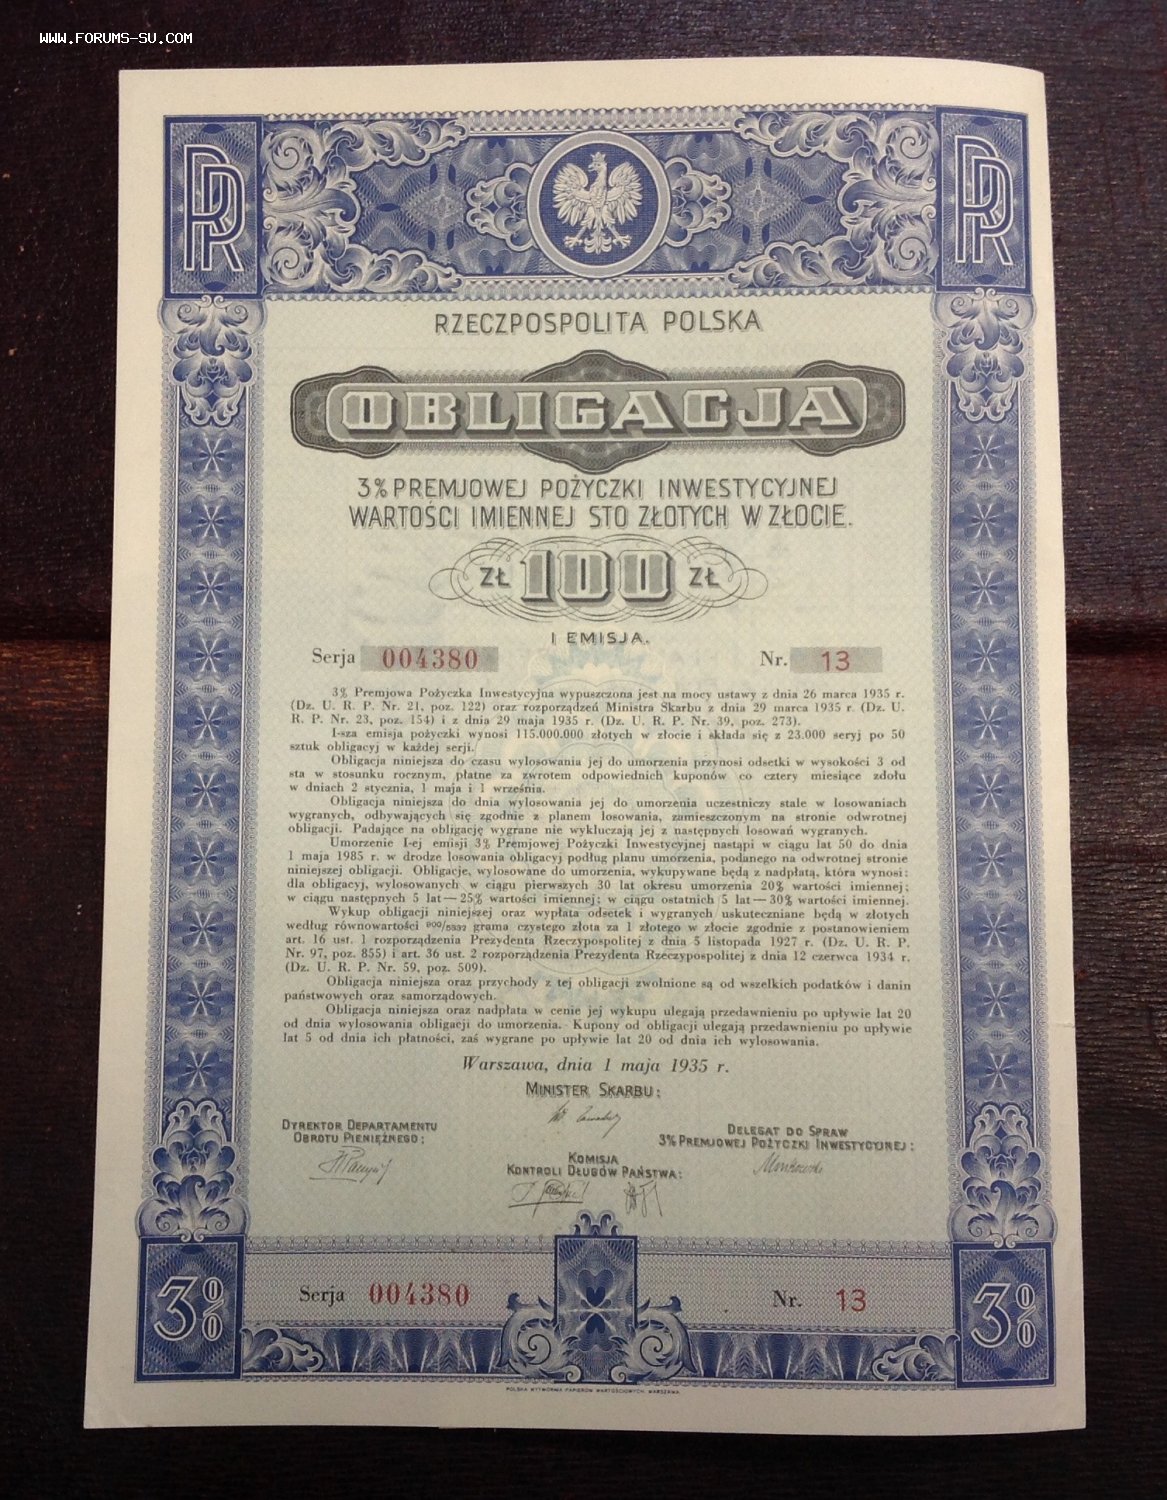 WWW.FORUMS-SU.COM
RP RP
RZECZPOSPOLITA POLSKA
OBLIGACJA
3% PREMJOWEJ POŻYCZKI INWESTYCYJNEJ
WARTOŚCI IMIENNEJ STO ZŁOTYCH W ZŁOCIE.
ZŁ 100 ZŁ
I EMISJA.
Serja 004380 Nr. 13
3% Premjowa Pożyczka Inwestycyjna wypuszczona jest na mocy ustawy z dnia 26 marca 1935 r.
(Dz. U. R. P. Nr. 21, poz. 122) oraz rozporządzeń Ministra Skarbu z dnia 29 marca 1935 r. (Dz. U.
R. P. Nr. 23, poz. 154) i z dnia 29 maja 1935 r. (Dz. U. R. P. Nr. 39, poz. 273).
I-sza emisja pożyczki wynosi 115.000.000 złotych w złocie i składa się z 23.000 seryj po 50
sztuk obligacyj w każdej serji.
Obligacja niniejsza do czasu wylosowania jej do umorzenia przynosi odsetki w wysokości 3 od
sta w stosunku rocznym, płatne za zwrotem odpowiednich kuponów co cztery miesiące zdołu
w dniach 2 stycznia, 1 maja i 1 września.
Obligacja niniejsza do dnia wylosowania jej do umorzenia uczestniczy stale w losowaniach
wygranych, odbywających się zgodnie z planem losowania, zamieszczonym na stronie odwrotnej
obligacji. Padające na obligację wygrane nie wykluczają jej z następnych losowań wygranych.
Umorzenie I-ej emisji 3% Premjowej Pożyczki Inwestycyjnej nastąpi w ciągu lat 50 do dnia
1 maja 1985 r. w drodze losowania obligacyj podług planu umorzenia, podanego na odwrotnej stronie
niniejszej obligacji. Obligacje, wylosowane do umorzenia, wykupywane będą z nadpłatą, która wynosi:
dla obligacyj, wylosowanych w ciągu pierwszych 30 lat okresu umorzenia 20% wartości imiennej;
w ciągu następnych 5 lat—25% wartości imiennej; w ciągu ostatnich 5 lat—30% wartości imiennej.
Wykup obligacji niniejszej oraz wypłata odsetek i wygranych uskuteczniane będą w złotych
według równowartości 900/5332 grama czystego złota za 1 złotego w złocie zgodnie z postanowieniem
art. 16 ust. 1 rozporządzenia Prezydenta Rzeczypospolitej z dnia 5 listopada 1927 r. (Dz. U. R. P.
Nr. 97, poz. 855) i art. 36 ust. 2 rozporządzenia Prezydenta Rzeczypospolitej z dnia 12 czerwca 1934 r.
(Dz. U. R. P. Nr. 59, poz. 509).
Obligacja niniejsza oraz przychody z tej obligacji zwolnione są od wszelkich podatków i danin
państwowych oraz samorządowych.
Obligacja niniejsza oraz nadpłata w cenie jej wykupu ulegają przedawnieniu po upływie lat 20
od dnia wylosowania obligacji do umorzenia. Kupony od obligacji ulegają przedawnieniu po upływie
lat 5 od dnia ich płatności, zaś wygrane po upływie lat 20 od dnia ich wylosowania.
Warszawa, dnia 1 maja 1935 r.
MINISTER SKARBU:
DYREKTOR DEPARTAMENTU
OBROTU PIENIĘŻNEGO:
DELEGAT DO SPRAW
3% PREMJOWEJ POŻYCZKI INWESTYCYJNEJ:
KOMISJA
KONTROLI DŁUGÓW PAŃSTWA:
Serja 004380 Nr. 13
3% 3%
POLSKA WYTWÓRNIA PAPIERÓW WARTOŚCIOWYCH, WARSZAWA.